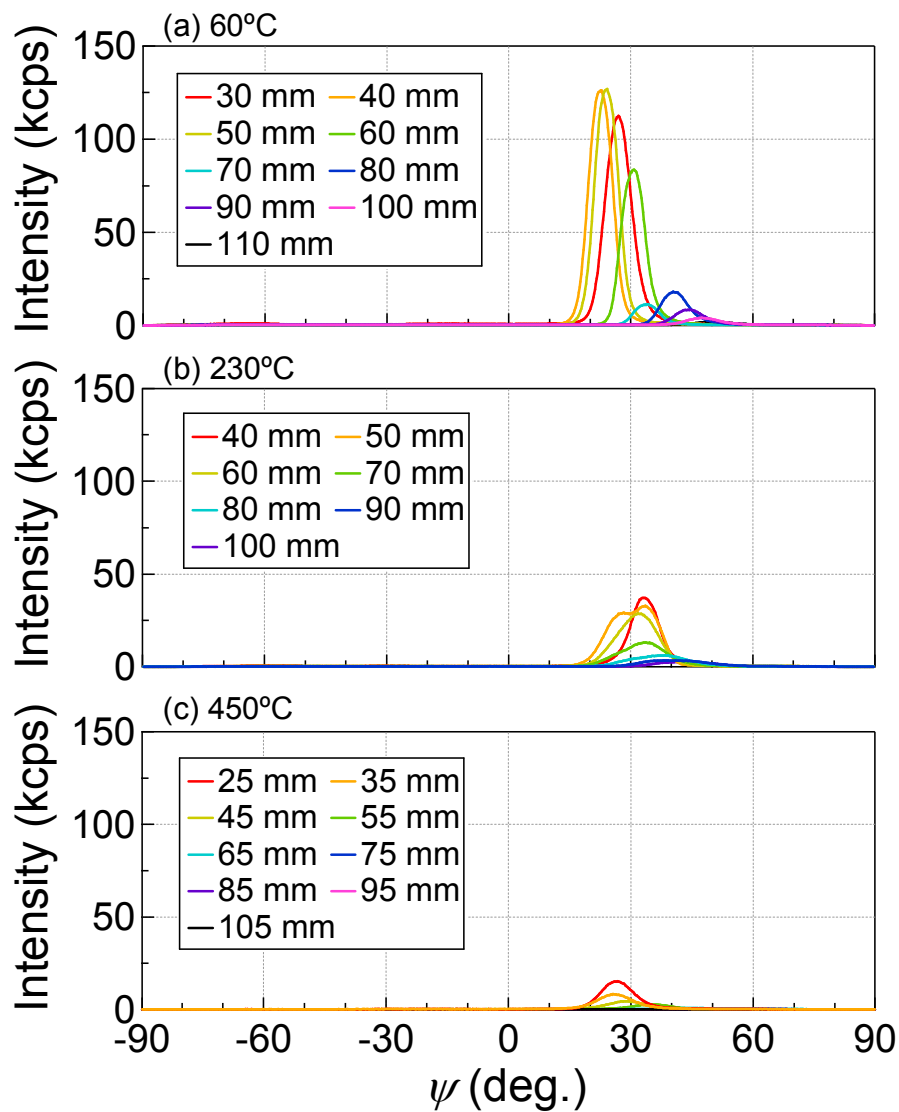 (a) 60ºC
150
100
50
0
Intensity (kcps)
30 mm 40 mm
50 mm 60 mm
70 mm 80 mm
90 mm 100 mm
110 mm
(b) 230ºC
150
100
50
0
Intensity (kcps)
40 mm 50 mm
60 mm 70 mm
80 mm 90 mm
100 mm
(c) 450ºC
150
100
50
0
Intensity (kcps)
25 mm 35 mm
45 mm 55 mm
65 mm 75 mm
85 mm 95 mm
105 mm
-90 -60 -30 0 30 60 90
ψ (deg.)